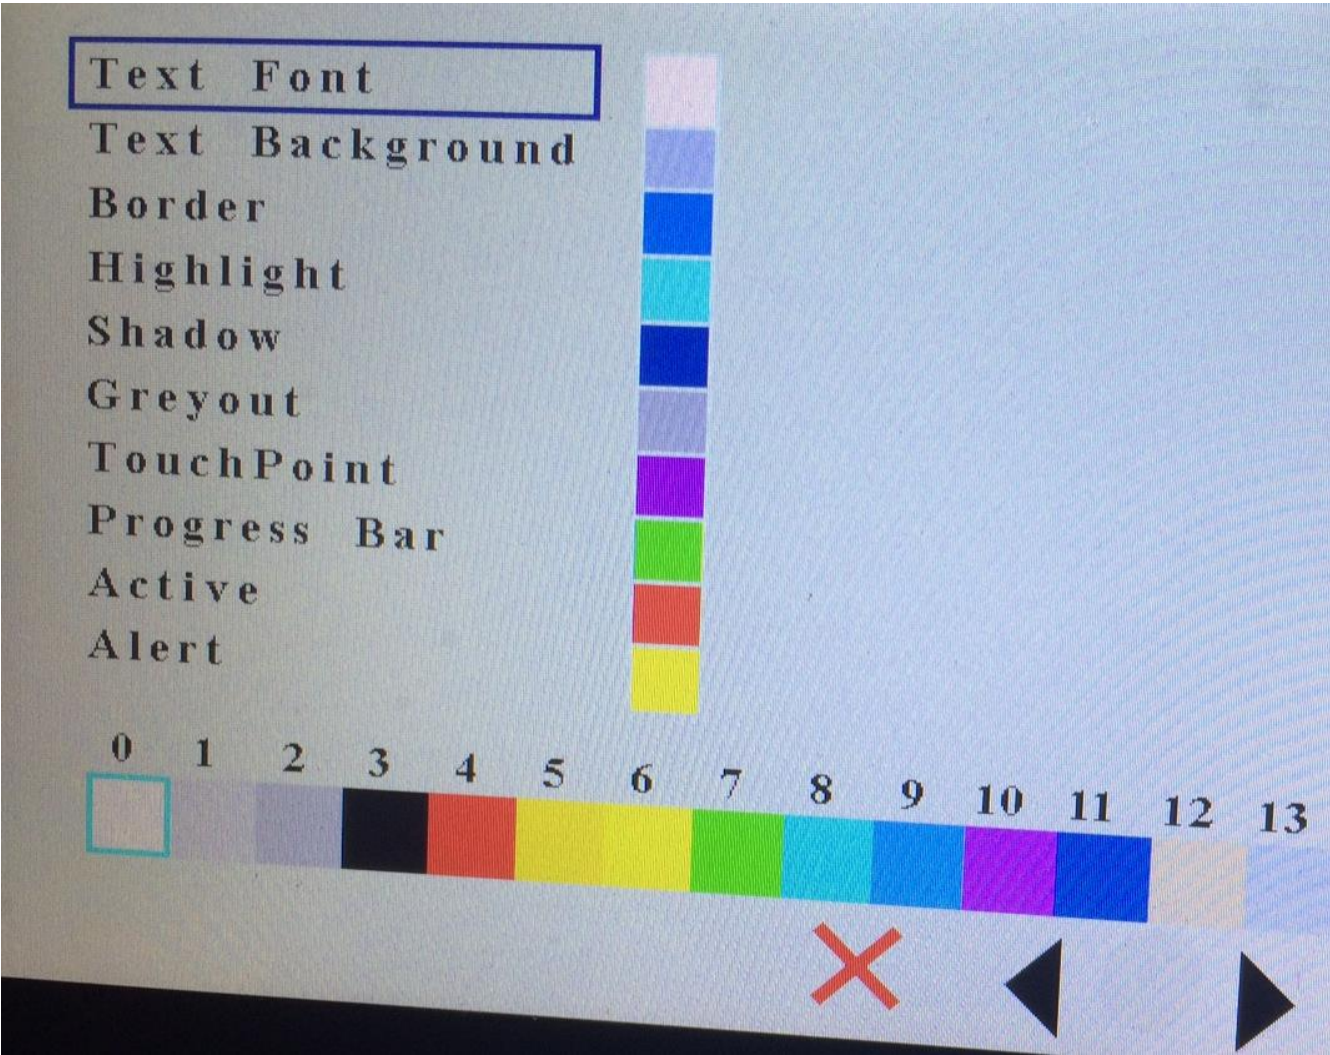 Text Font
Text Background
Border
Highlight
Shadow
Greyout
TouchPoint
Progress Bar
Active
Alert
0 1 2 3 4 5 6 7 8 9 10 11 12 13